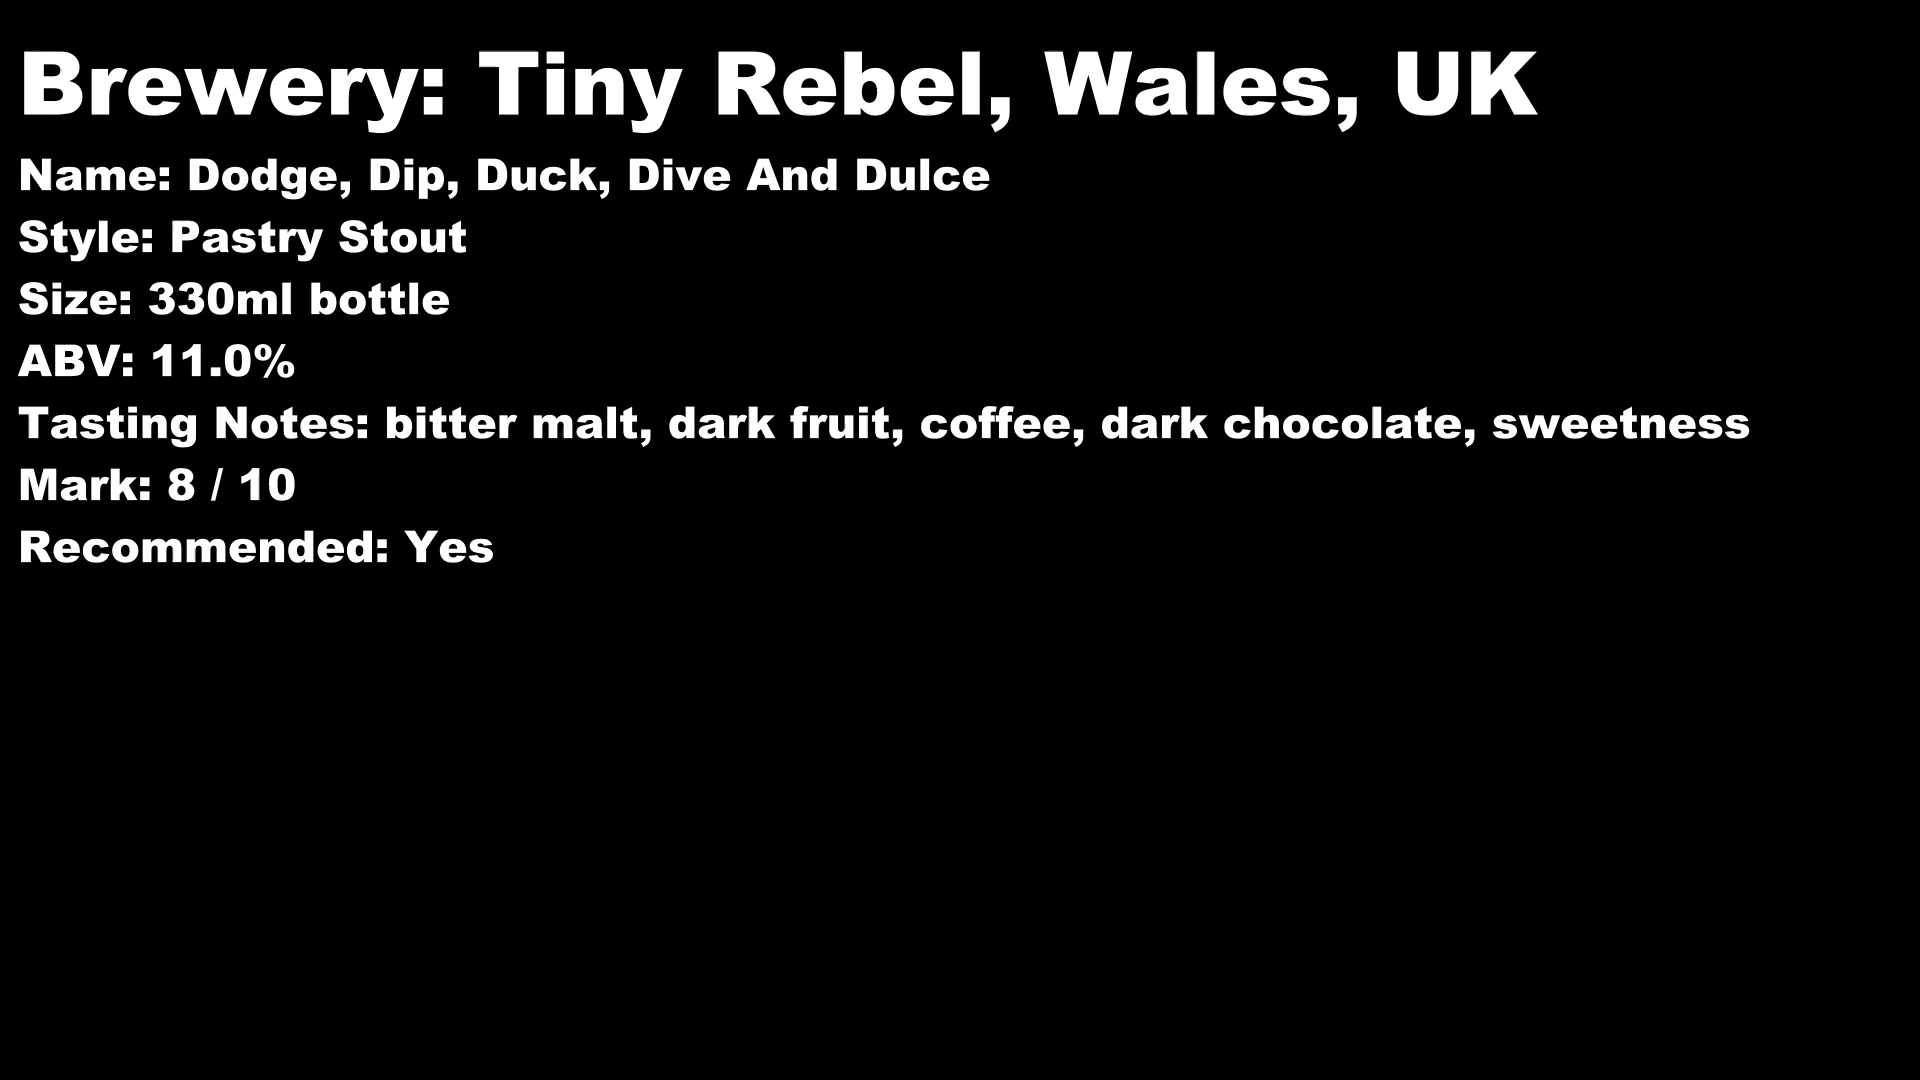 Brewery: Tiny Rebel, Wales, UK
Name: Dodge, Dip, Duck, Dive And Dulce
Style: Pastry Stout
Size: 330ml bottle
ABV: 11.0%
Tasting Notes: bitter malt, dark fruit, coffee, dark chocolate, sweetness
Mark: 8 / 10
Recommended: Yes